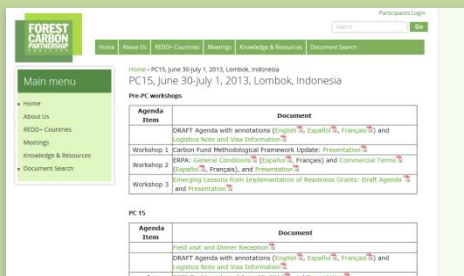 Participants Login
FOREST
CARBON
PARTNERSHIP
FACILITY
Search
Go
Home About Us REDD+ Countries Meetings Knowledge & Resources Document Search
Main menu
Home
About Us
REDD+ Countries
Meetings
Knowledge & Resources
Document Search
Home › PC15, June 30-July 1, 2013, Lombok, Indonesia
PC15, June 30-July 1, 2013, Lombok, Indonesia
Pre-PC workshops
Agenda Item
Document
DRAFT Agenda with annotations (English, Español, Français) and
Logistics Note and Visa Information
Workshop 1 Carbon Fund Methodological Framework Update: Presentation
Workshop 2 ERPA: General Conditions (Español, Français) and Commercial Terms
(Español, Français), and Presentation
Workshop 3 Emerging Lessons from Implementation of Readiness Grants: Draft Agenda
and Presentation
PC 15
Agenda Item
Document
Field visit and Dinner Reception
DRAFT Agenda with annotations (English, Español, Français) and
Logistics Note and Visa Information